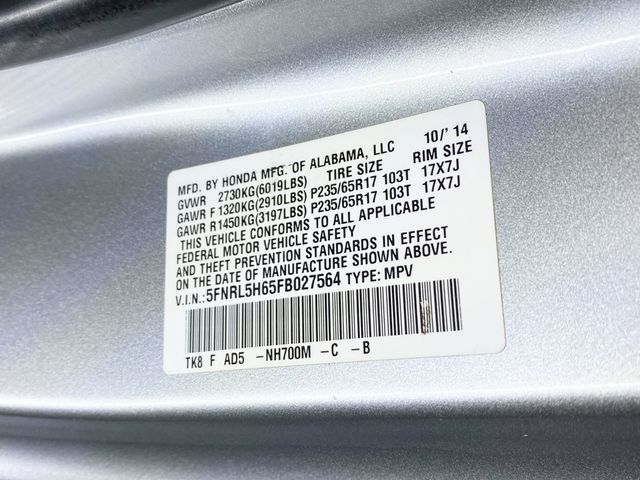 MFD. BY HONDA MFG. OF ALABAMA, LLC 10/'14
GVWR 2730KG(6019LBS) TIRE SIZE RIM SIZE
GAWR F 1320KG(2910LBS) P235/65R17 103T 17X7J
GAWR R1450KG(3197LBS) P235/65R17 103T 17X7J
THIS VEHICLE CONFORMS TO ALL APPLICABLE
FEDERAL MOTOR VEHICLE SAFETY
AND THEFT PREVENTION STANDARDS IN EFFECT
ON THE DATE OF MANUFACTURE SHOWN ABOVE.
V.I.N.: 5FNRL5H65FB027564 TYPE: MPV
TK8 F AD5 -NH700M -C -B